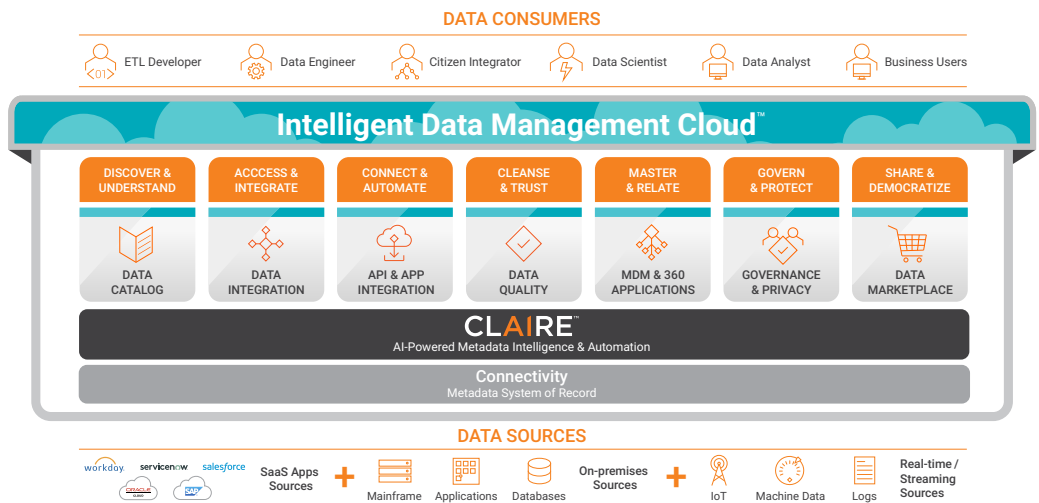 DATA CONSUMERS
<01>
ETL Developer
Data Engineer
Citizen Integrator
Data Scientist
Data Analyst
Business Users
Intelligent Data Management Cloud™
DISCOVER &
UNDERSTAND
ACCCESS &
INTEGRATE
CONNECT &
AUTOMATE
CLEANSE
& TRUST
MASTER
& RELATE
GOVERN
& PROTECT
SHARE &
DEMOCRATIZE
DATA
CATALOG
DATA
INTEGRATION
API & APP
INTEGRATION
DATA
QUALITY
MDM & 360
APPLICATIONS
GOVERNANCE
& PRIVACY
DATA
MARKETPLACE
CLAIRE™
AI-Powered Metadata Intelligence & Automation
Connectivity
Metadata System of Record
DATA SOURCES
workday.
servicenow
salesforce
ORACLE
CLOUD
SAP
SaaS Apps
Sources
+
Mainframe
Applications
Databases
On-premises
Sources
+
IoT
Machine Data
Logs
Real-time /
Streaming
Sources